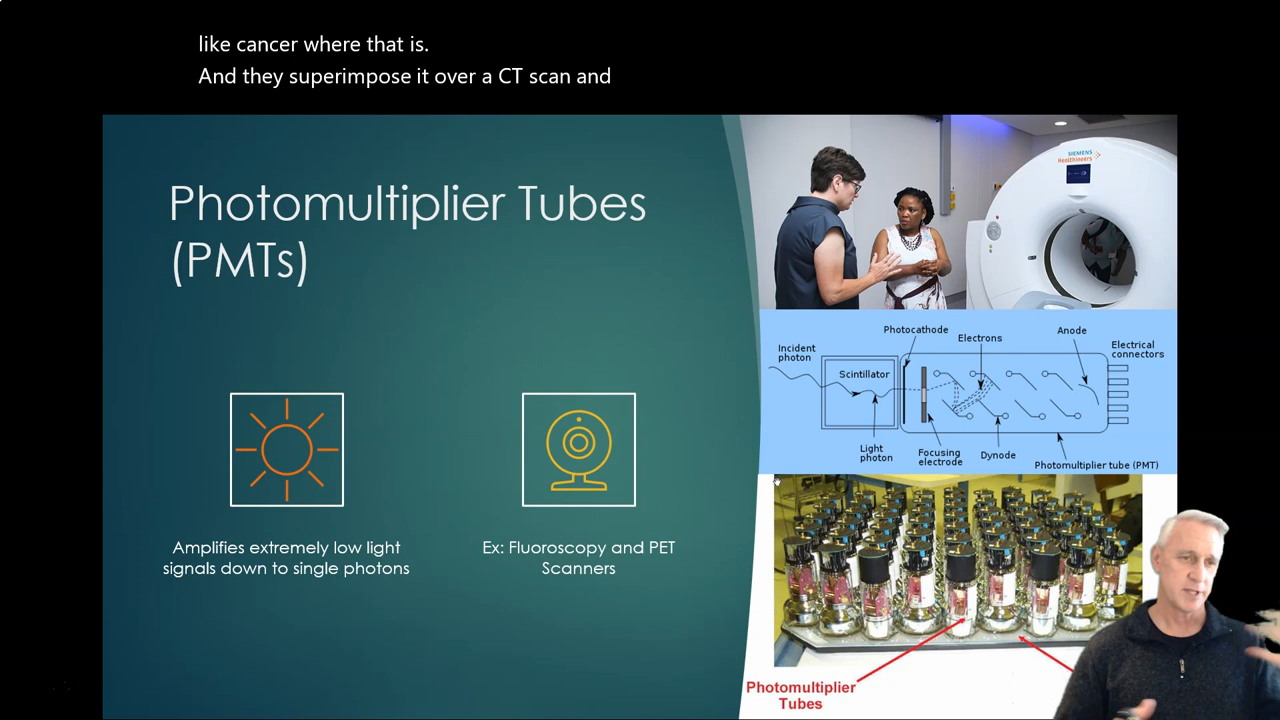 like cancer where that is.
And they superimpose it over a CT scan and
Photomultiplier Tubes
(PMTs)
Amplifies extremely low light
signals down to single photons
Ex: Fluoroscopy and PET
Scanners
SIEMENS
Healthineers
Photocathode
Electrons
Anode
Incident
photon
Electrical
connectors
Scintillator
Light
photon
Focusing
electrode
Dynode
Photomultiplier tube (PMT)
Photomultiplier
Tubes